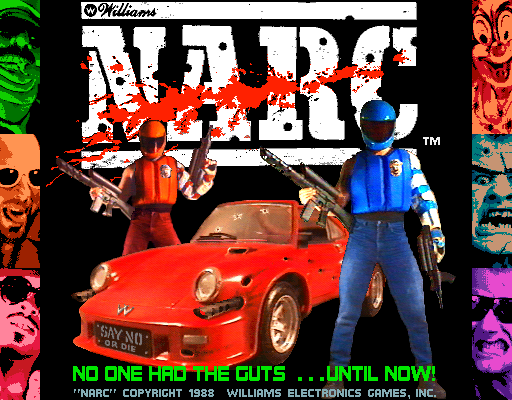 Williams
NARC
TM
SAY NO
OR DIE
NO ONE HAD THE GUTS ...UNTIL NOW!
"NARC" COPYRIGHT 1988 WILLIAMS ELECTRONICS GAMES, INC.